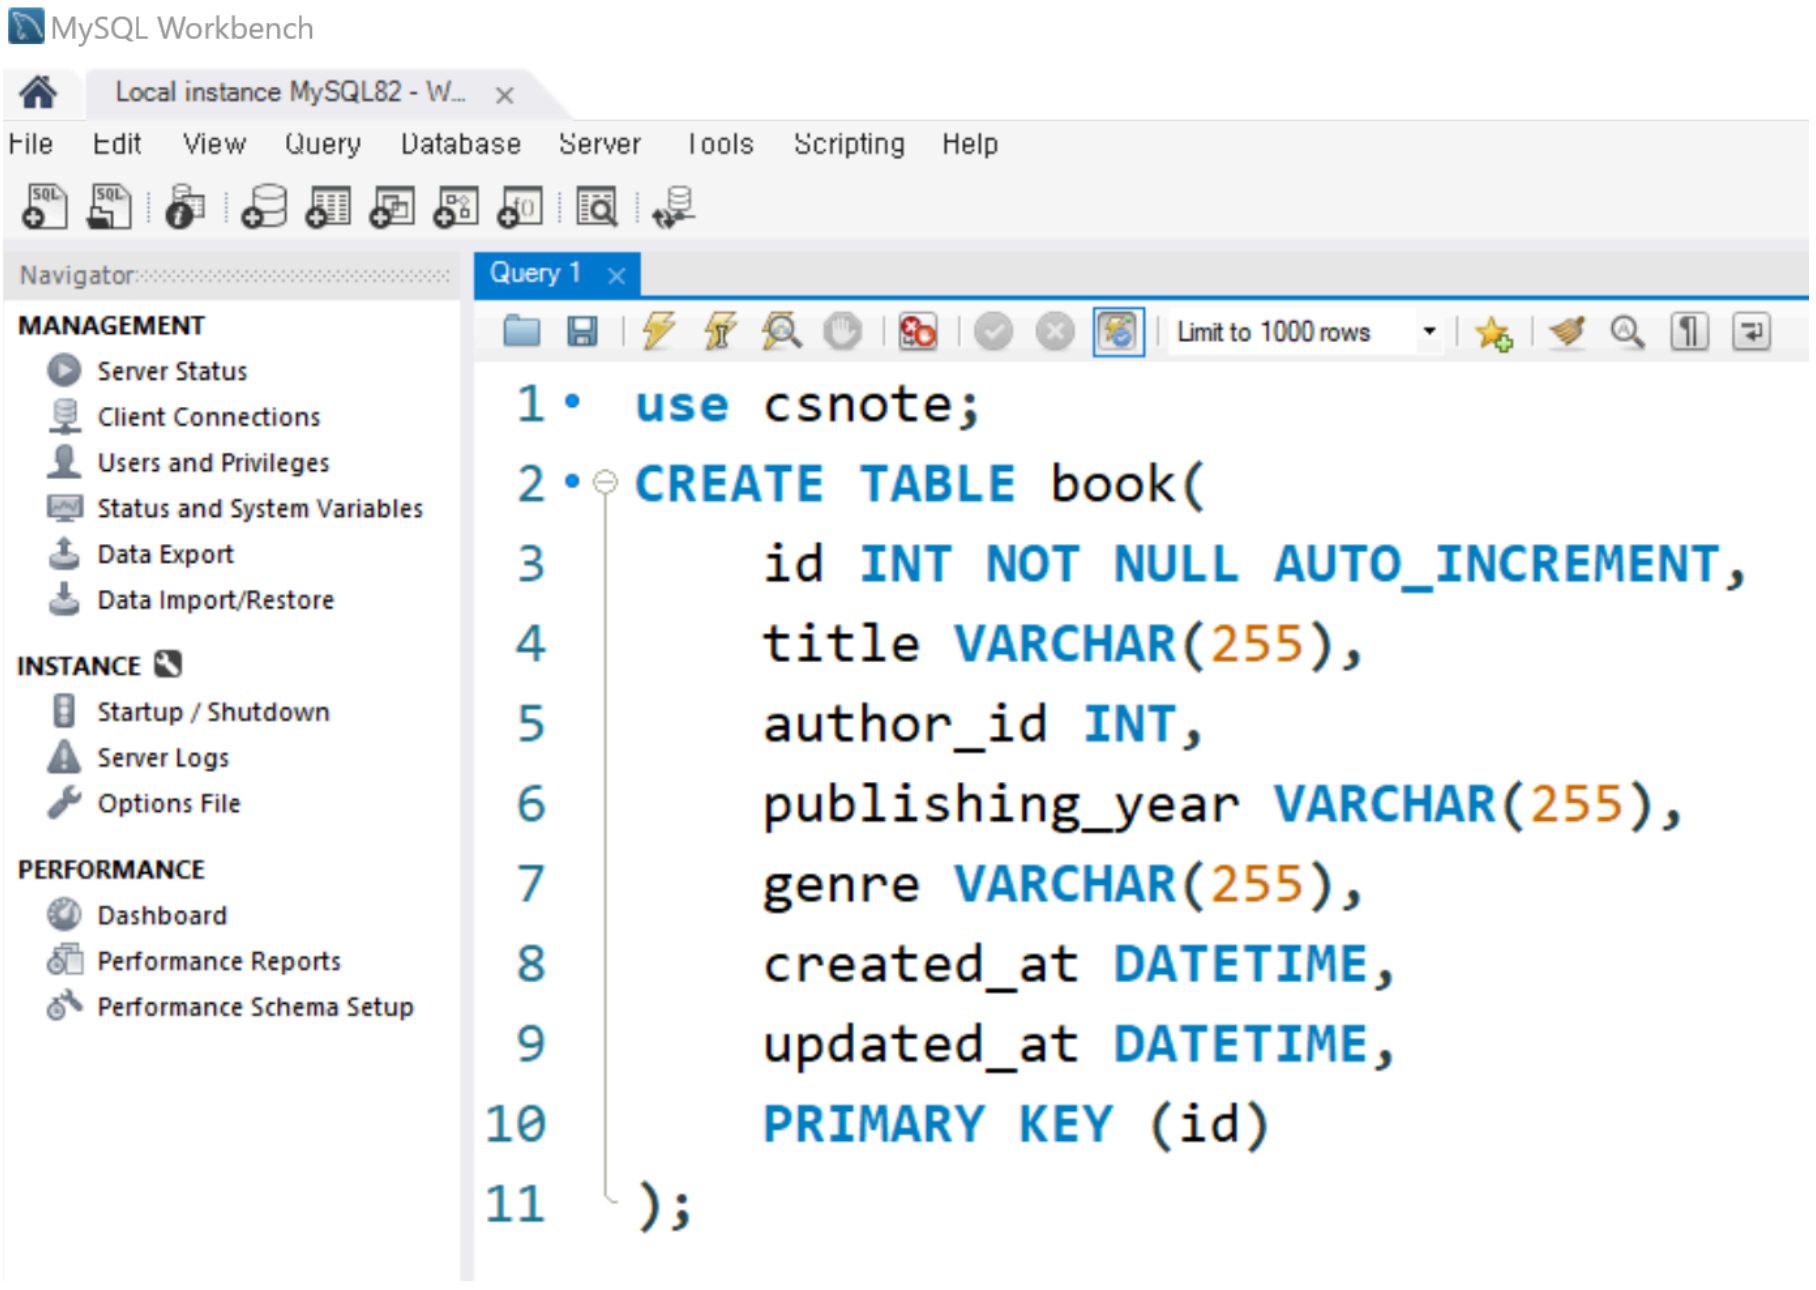 MySQL Workbench
Local instance MySQL82 - W...
File Edit View Query Database Server Tools Scripting Help
SQL SQL
Navigator
MANAGEMENT
Server Status
Client Connections
Users and Privileges
Status and System Variables
Data Export
Data Import/Restore
INSTANCE
Startup / Shutdown
Server Logs
Options File
PERFORMANCE
Dashboard
Performance Reports
Performance Schema Setup
Query 1
Limit to 1000 rows
1 use csnote;
2 CREATE TABLE book(
3 id INT NOT NULL AUTO_INCREMENT,
4 title VARCHAR(255),
5 author_id INT,
6 publishing_year VARCHAR(255),
7 genre VARCHAR(255),
8 created_at DATETIME,
9 updated_at DATETIME,
10 PRIMARY KEY (id)
11 );